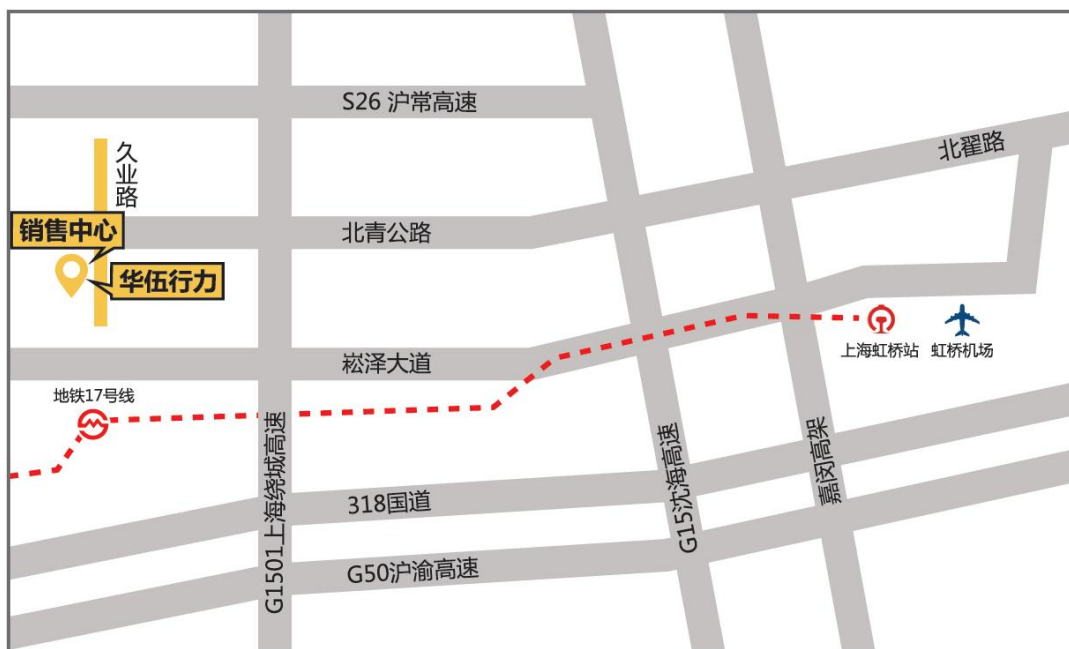 S26 沪常高速
久业路
北翟路
销售中心
北青公路
华伍行力
崧泽大道
上海虹桥站
虹桥机场
地铁17号线
G1501上海绕城高速
318国道
G15沈海高速
嘉闵高架
G50沪渝高速